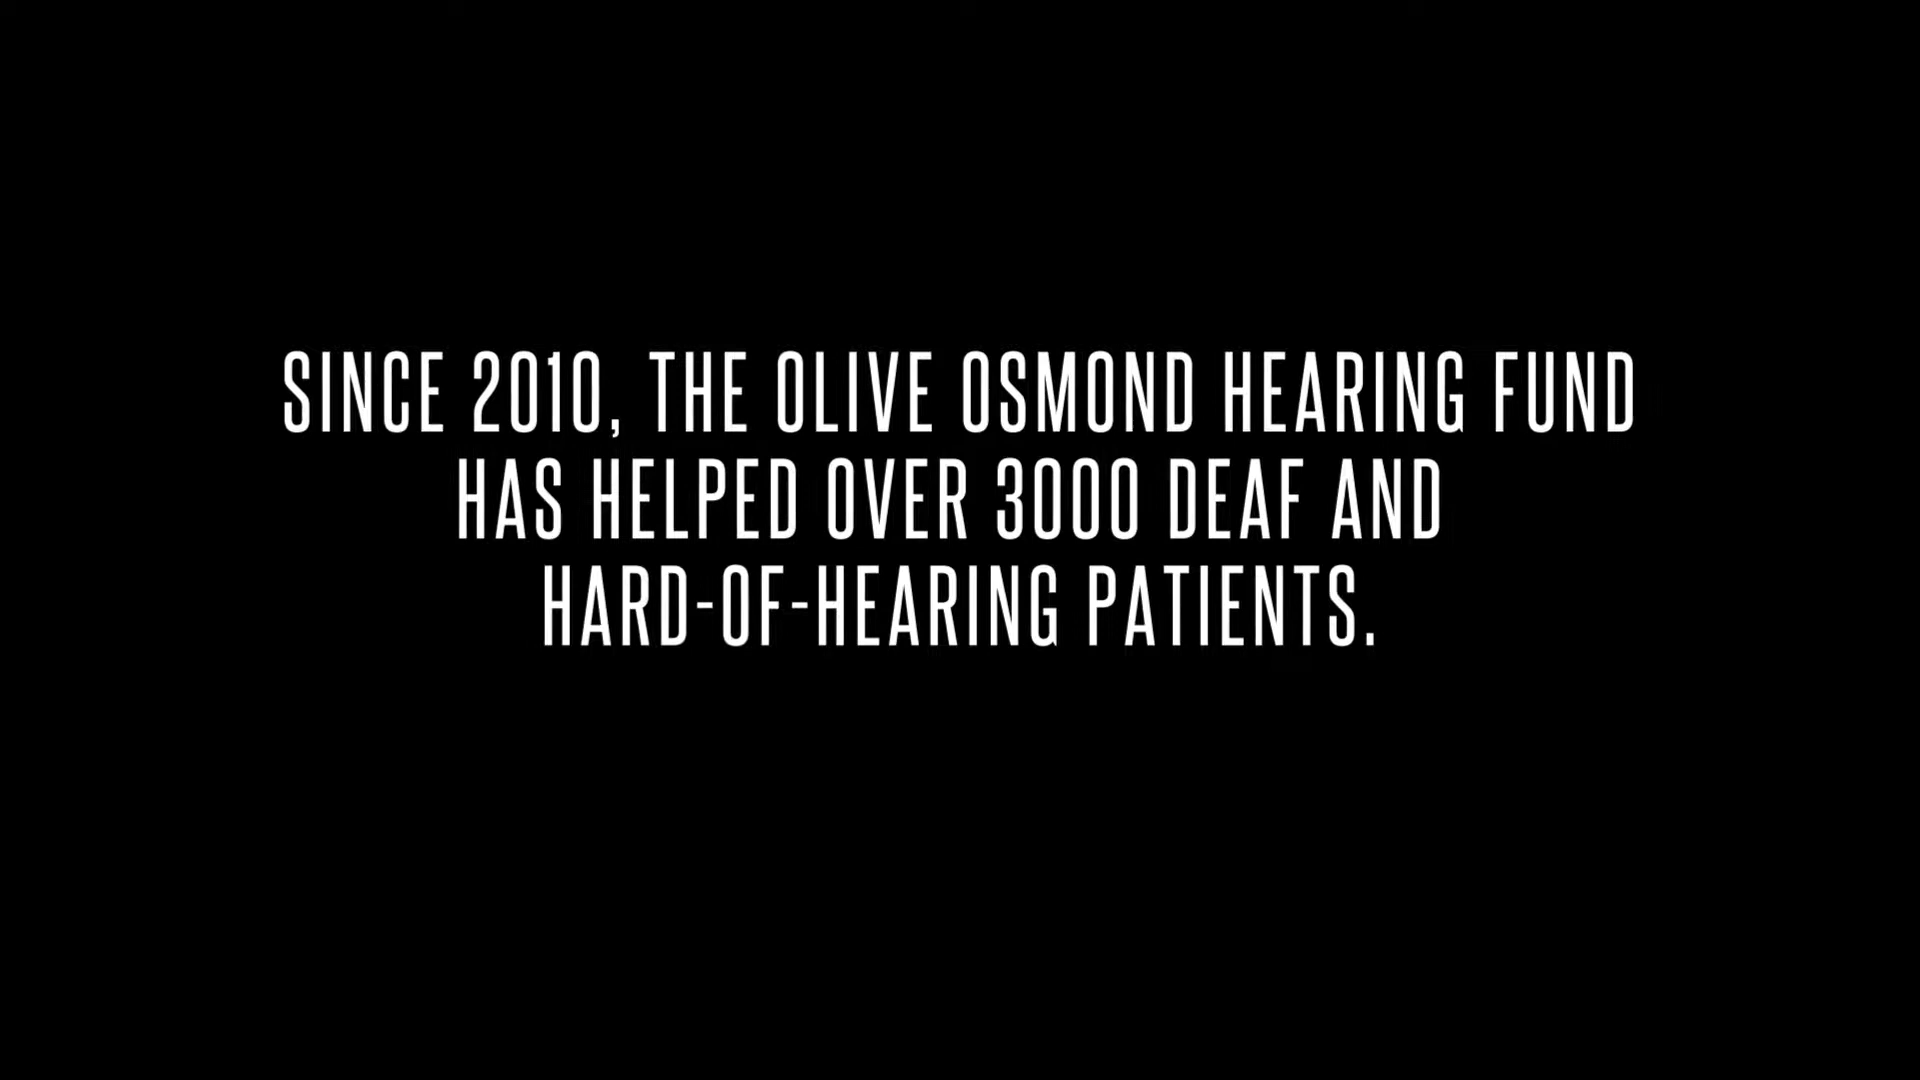 SINCE 2010, THE OLIVE OSMOND HEARING FUND
HAS HELPED OVER 3000 DEAF AND
HARD-OF-HEARING PATIENTS.